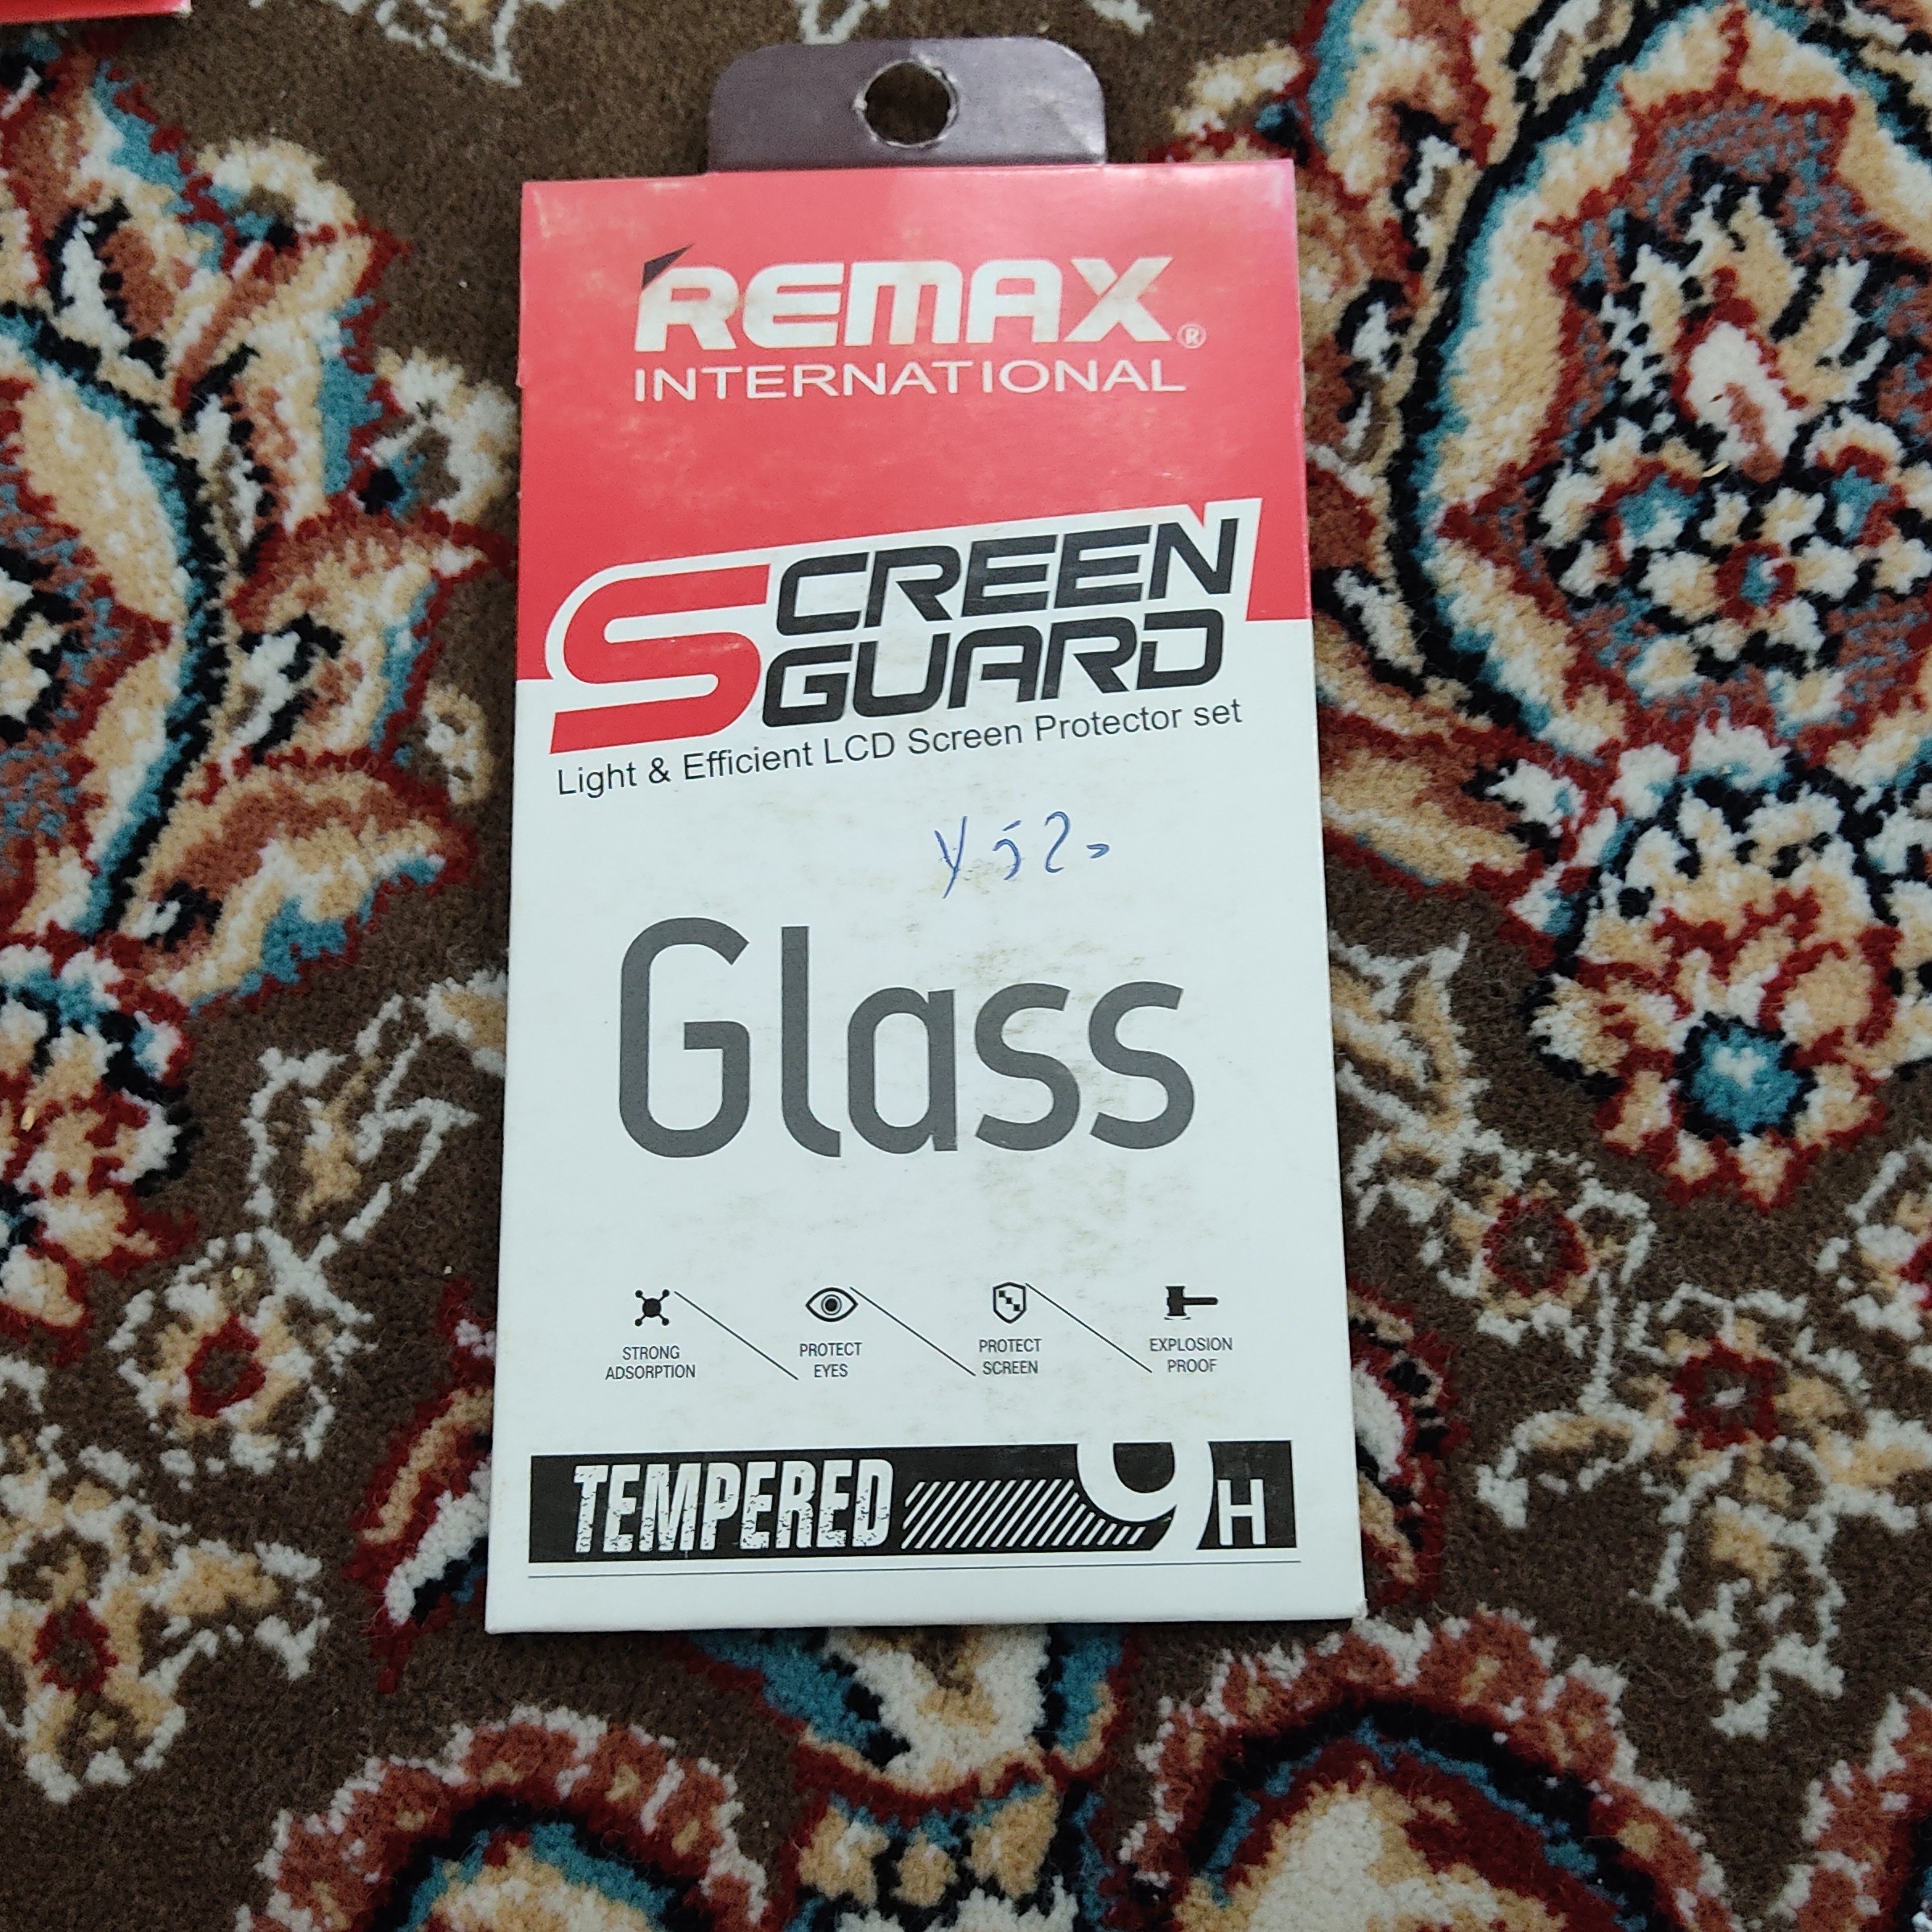 REMAX®
INTERNATIONAL
SCREEN
GUARD
Light & Efficient LCD Screen Protector set
Y520
Glass
STRONG
ADSORPTION
PROTECT
EYES
PROTECT
SCREEN
EXPLOSION
PROOF
TEMPERED 9H